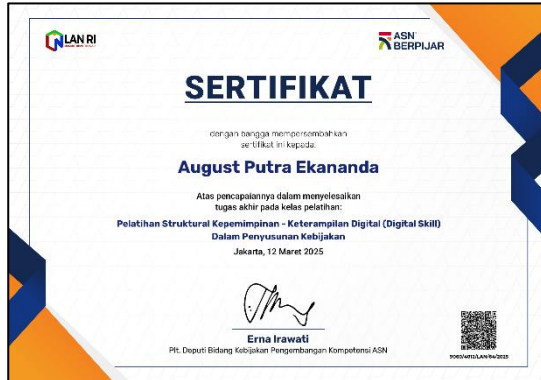 LAN RI
ASN
BERPIJAR
SERTIFIKAT
dengan bangga mempersembahkan
sertifikat ini kepada:
August Putra Ekananda
Atas pencapaiannya dalam menyelesaikan
tugas akhir pada kelas pelatihan:
Pelatihan Struktural Kepemimpinan - Keterampilan Digital (Digital Skill)
Dalam Penyusunan Kebijakan
Jakarta, 12 Maret 2025
Erna Irawati
Plt. Deputi Bidang Kebijakan Pengembangan Kompetensi ASN